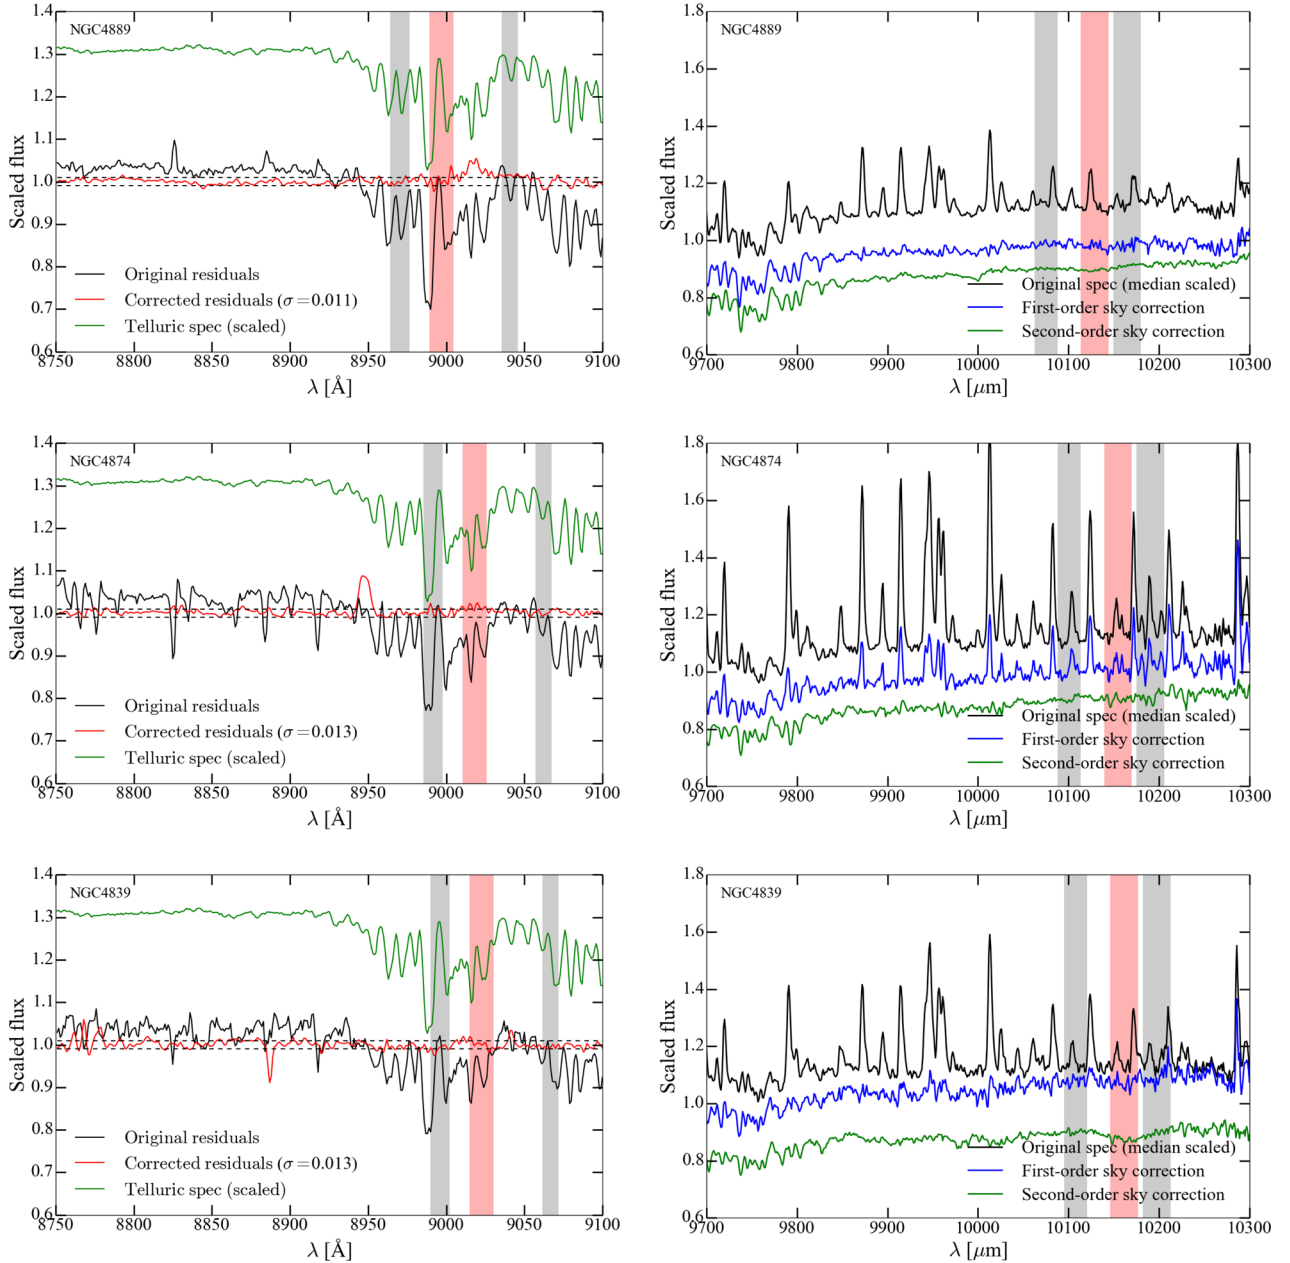 1.4
1.3
1.2
1.1
1.0
0.9
0.8
0.7
0.6
Scaled flux
NGC4889
Original residuals
Corrected residuals (σ=0.011)
Telluric spec (scaled)
8750 8800 8850 8900 8950 9000 9050 9100
λ [Å]
1.8
1.6
1.4
1.2
1.0
0.8
0.6
Scaled flux
NGC4889
Original spec (median scaled)
First-order sky correction
Second-order sky correction
9700 9800 9900 10000 10100 10200 10300
λ [μm]
1.4
1.3
1.2
1.1
1.0
0.9
0.8
0.7
0.6
Scaled flux
NGC4874
Original residuals
Corrected residuals (σ=0.013)
Telluric spec (scaled)
8750 8800 8850 8900 8950 9000 9050 9100
λ [Å]
1.8
1.6
1.4
1.2
1.0
0.8
0.6
Scaled flux
NGC4874
Original spec (median scaled)
First-order sky correction
Second-order sky correction
9700 9800 9900 10000 10100 10200 10300
λ [μm]
1.4
1.3
1.2
1.1
1.0
0.9
0.8
0.7
0.6
Scaled flux
NGC4839
Original residuals
Corrected residuals (σ=0.013)
Telluric spec (scaled)
8750 8800 8850 8900 8950 9000 9050 9100
λ [Å]
1.8
1.6
1.4
1.2
1.0
0.8
0.6
Scaled flux
NGC4839
Original spec (median scaled)
First-order sky correction
Second-order sky correction
9700 9800 9900 10000 10100 10200 10300
λ [μm]